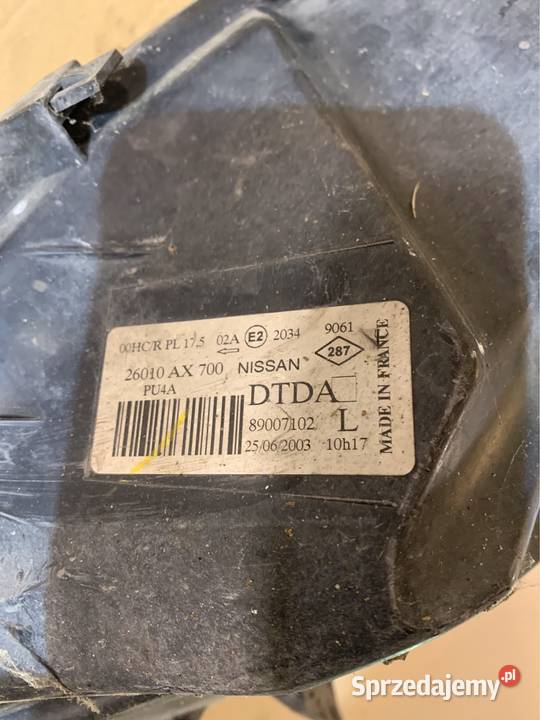 00HC/R PL 17.5 02A E2 2034 9061
← 287
26010 AX 700 NISSAN
PU4A DTDA
89007102 L
25/06/2003 10h17
MADE IN FRANCE
Sprzedajemy.pl